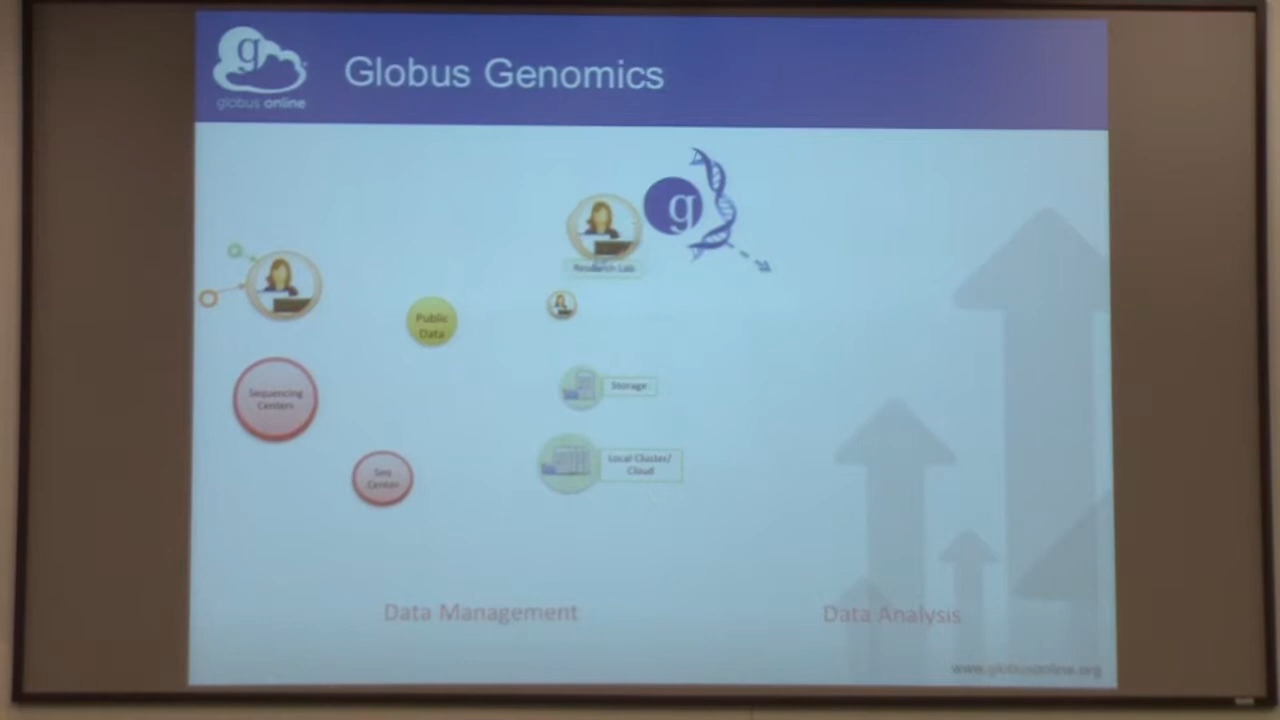 g
globus online
Globus Genomics
g
Research Lab
Public
Data
Sequencing
Centers
Storage
Local Cluster/
Cloud
Seq
Center
Data Management
Data Analysis
www.globusonline.org